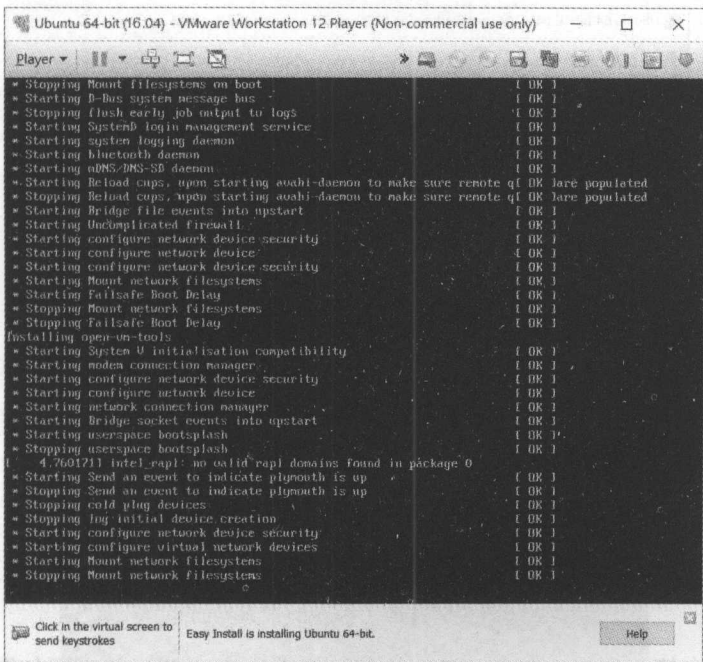 Ubuntu 64-bit (16.04) - VMware Workstation 12 Player (Non-commercial use only)
Player
* Stopping Mount filesystems on boot [ OK ]
* Starting D-Bus system message bus [ OK ]
* Stopping flush early job output to logs [ OK ]
* Starting SystemD login management service [ OK ]
* Starting system logging daemon [ OK ]
* Starting bluetooth daemon [ OK ]
* Starting mDNS/DNS-SD daemon [ OK ]
* Starting Reload cups, upon starting avahi-daemon to make sure remote q[ OK ]are populated
* Stopping Reload cups, upon starting avahi-daemon to make sure remote q[ OK ]are populated
* Starting Bridge file events into upstart [ OK ]
* Starting Uncomplicated firewall [ OK ]
* Starting configure network device security [ OK ]
* Starting configure network device [ OK ]
* Starting configure network device security [ OK ]
* Starting Mount network filesystems [ OK ]
* Starting Failsafe Boot Delay [ OK ]
* Stopping Mount network filesystems [ OK ]
* Stopping Failsafe Boot Delay [ OK ]
Installing open-vm-tools
* Starting System V initialisation compatibility [ OK ]
* Starting modem connection manager [ OK ]
* Starting configure network device security [ OK ]
* Starting configure network device [ OK ]
* Starting network connection manager [ OK ]
* Starting Bridge socket events into upstart [ OK ]
* Starting userspace bootsplash [ OK ]
* Stopping userspace bootsplash [ OK ]
[ 4.760171] intel_rapl: no valid rapl domains found in package 0
* Starting Send an event to indicate plymouth is up [ OK ]
* Stopping Send an event to indicate plymouth is up [ OK ]
* Stopping cold plug devices [ OK ]
* Stopping log initial device creation [ OK ]
* Starting configure network device security [ OK ]
* Starting configure virtual network devices [ OK ]
* Starting Mount network filesystems [ OK ]
* Stopping Mount network filesystems [ OK ]
Click in the virtual screen to
send keystrokes
Easy Install is installing Ubuntu 64-bit.
Help